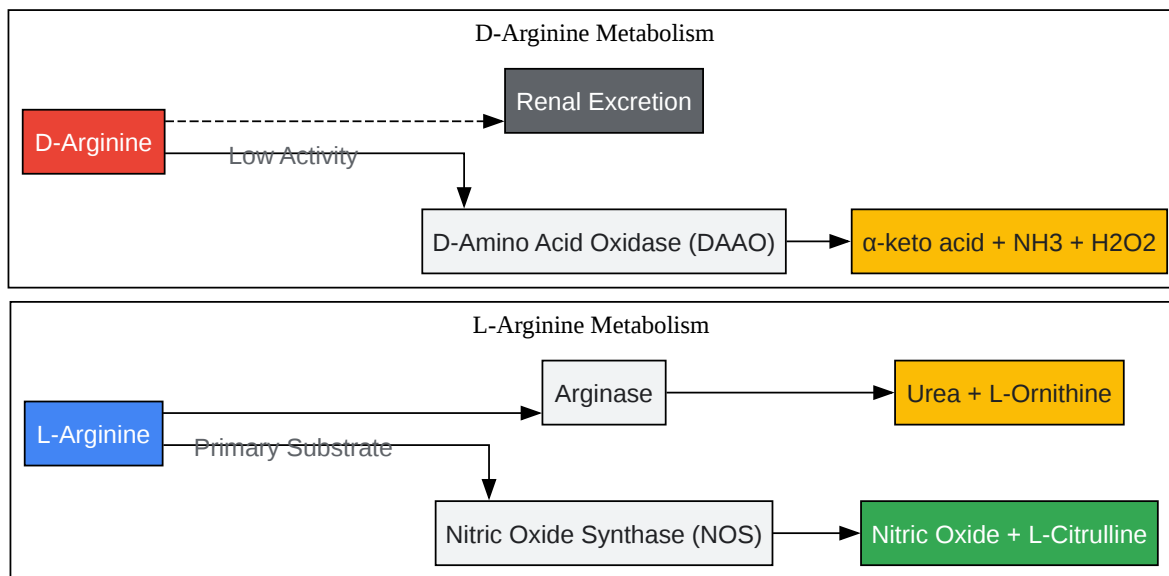 D-Arginine Metabolism
Renal Excretion
D-Arginine
Low Activity
D-Amino Acid Oxidase (DAAO)
α-keto acid + NH3 + H2O2
L-Arginine Metabolism
Arginase
Urea + L-Ornithine
L-Arginine
Primary Substrate
Nitric Oxide Synthase (NOS)
Nitric Oxide + L-Citrulline